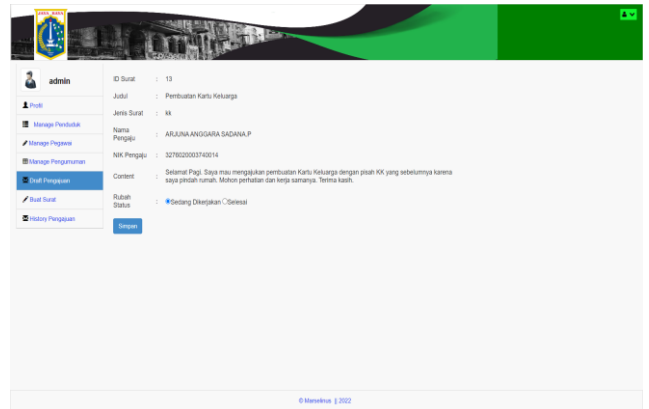 JAYA RAYA
admin
Profil
Manage Penduduk
Manage Pegawai
Manage Pengumuman
Draft Pengajuan
Buat Surat
History Pengajuan
ID Surat : 13
Judul : Pembuatan Kartu Keluarga
Jenis Surat : kk
Nama Pengaju : ARJUNA ANGGARA SADANA.P
NIK Pengaju : 3278020003740014
Content : Selamat Pagi. Saya mau mengajukan pembuatan Kartu Keluarga dengan pisah KK yang sebelumnya karena
saya pindah rumah. Mohon perhatian dan kerja samanya. Terima kasih.
Rubah Status : Sedang Dikerjakan Selesai
Simpan
© Marselinus || 2022